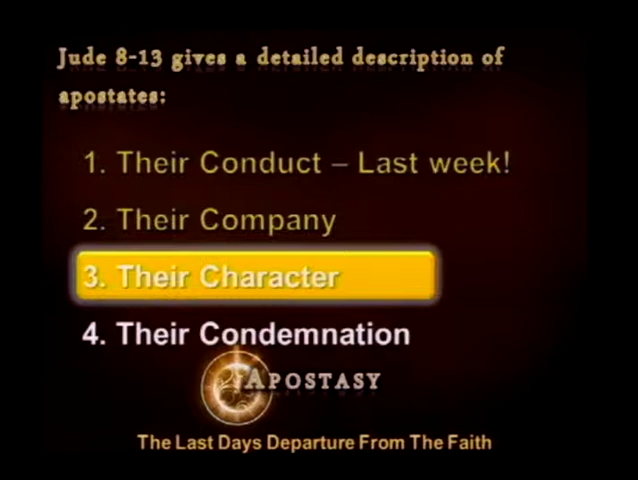 Jude 8-13 gives a detailed description of
apostates:
1. Their Conduct – Last week!
2. Their Company
3. Their Character
4. Their Condemnation
APOSTASY
The Last Days Departure From The Faith